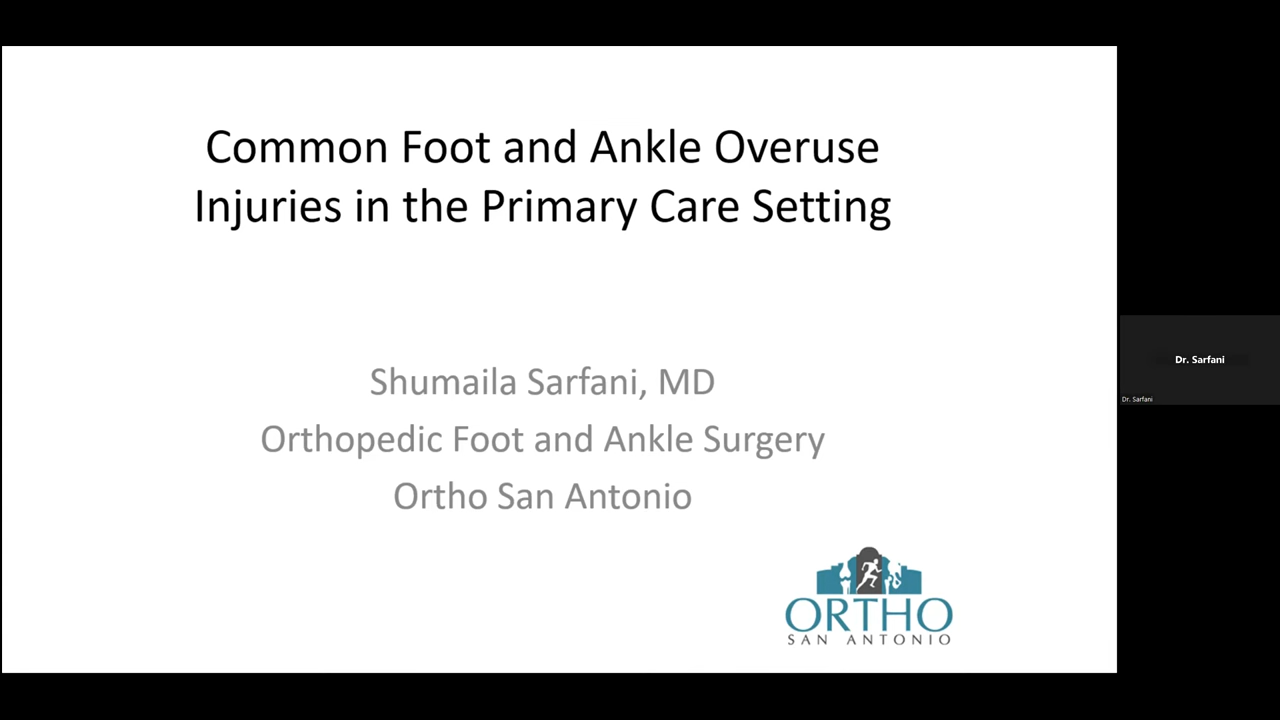 Common Foot and Ankle Overuse
Injuries in the Primary Care Setting
Shumaila Sarfani, MD
Orthopedic Foot and Ankle Surgery
Ortho San Antonio
ORTHO
SAN ANTONIO
Dr. Sarfani
Dr. Sarfani